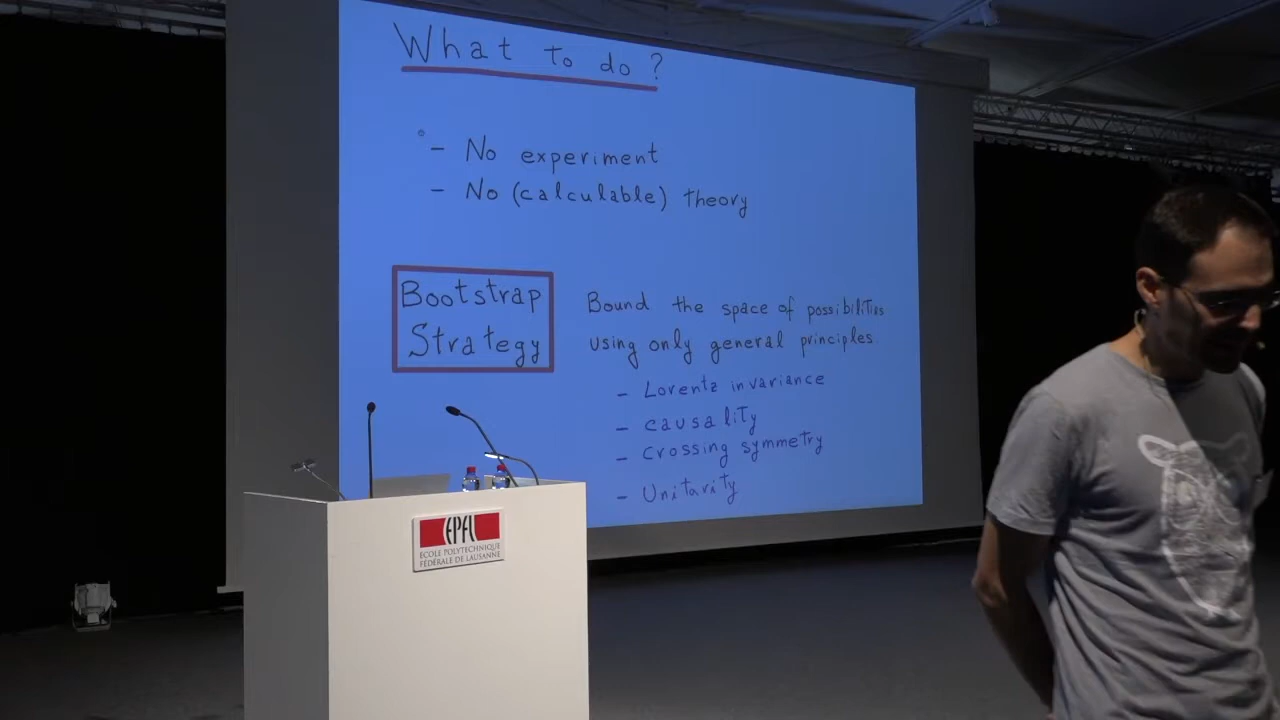 What to do ?
- No experiment
- No (calculable) theory
Bootstrap
Strategy
Bound the space of possibilities
using only general principles.
- Lorentz invariance
- causality
- crossing symmetry
- Unitarity
EPFL
ECOLE POLYTECHNIQUE
FÉDÉRALE DE LAUSANNE